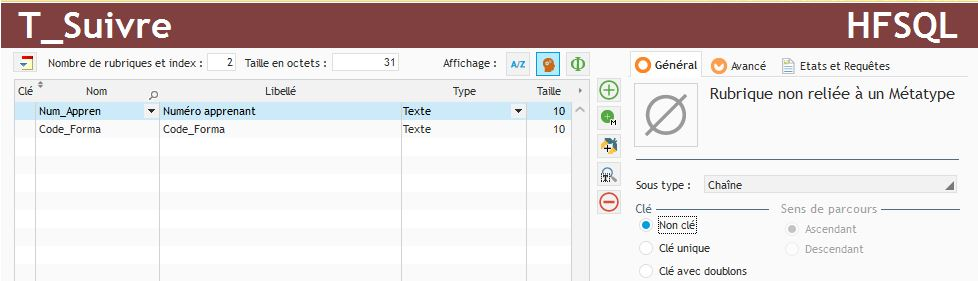 T_Suivre HFSQL
Nombre de rubriques et index : 2 Taille en octets : 31 Affichage : A/Z Φ
Général Avancé Etats et Requêtes
Clé Nom Libellé Type Taille
Num_Appren Numéro apprenant Texte 10
Code_Forma Code_Forma Texte 10
M
Rubrique non reliée à un Métatype
Sous type : Chaîne
Clé Sens de parcours
Non clé Ascendant
Clé unique Descendant
Clé avec doublons